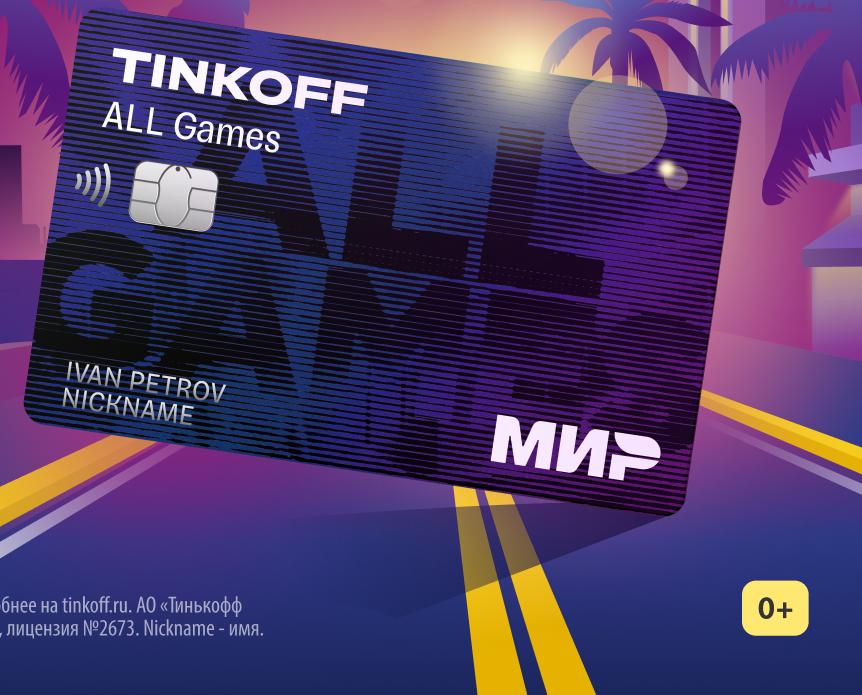 TINKOFF
ALL Games
ALL
GAMES
IVAN PETROV
NICKNAME
МИР
бнее на tinkoff.ru. АО «Тинькофф
, лицензия №2673. Nickname - имя.
0+